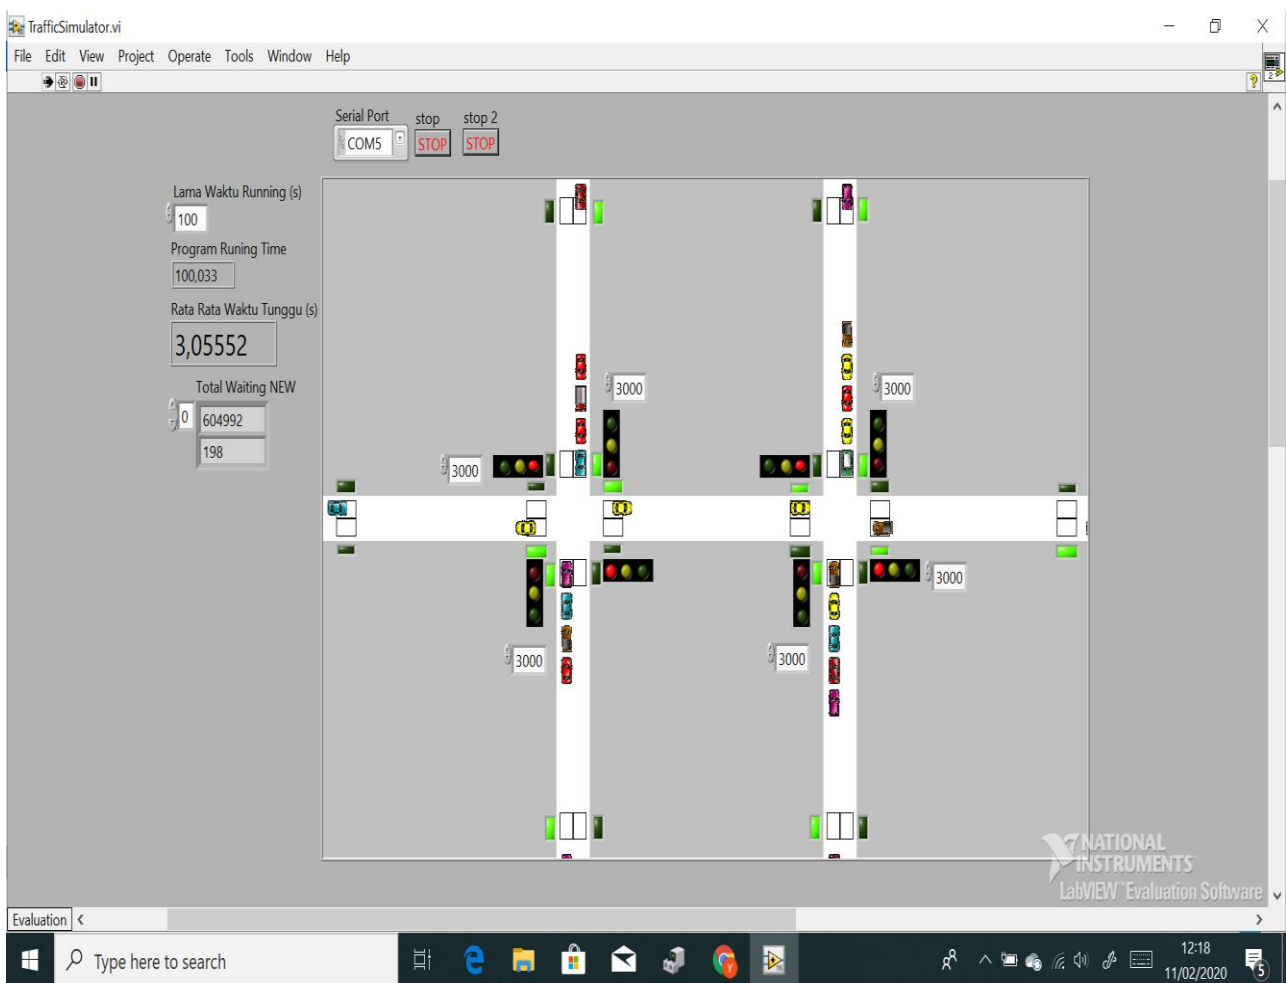 TrafficSimulator.vi
File Edit View Project Operate Tools Window Help
2
Serial Port stop stop 2
COM5 STOP STOP
Lama Waktu Running (s)
100
Program Runing Time
100,033
Rata Rata Waktu Tunggu (s)
3,05552
Total Waiting NEW
0 604992
198
3000
3000
3000
3000
3000
3000
NATIONAL
INSTRUMENTS
LabVIEW™ Evaluation Software
Evaluation
Type here to search
12:18
11/02/2020
5